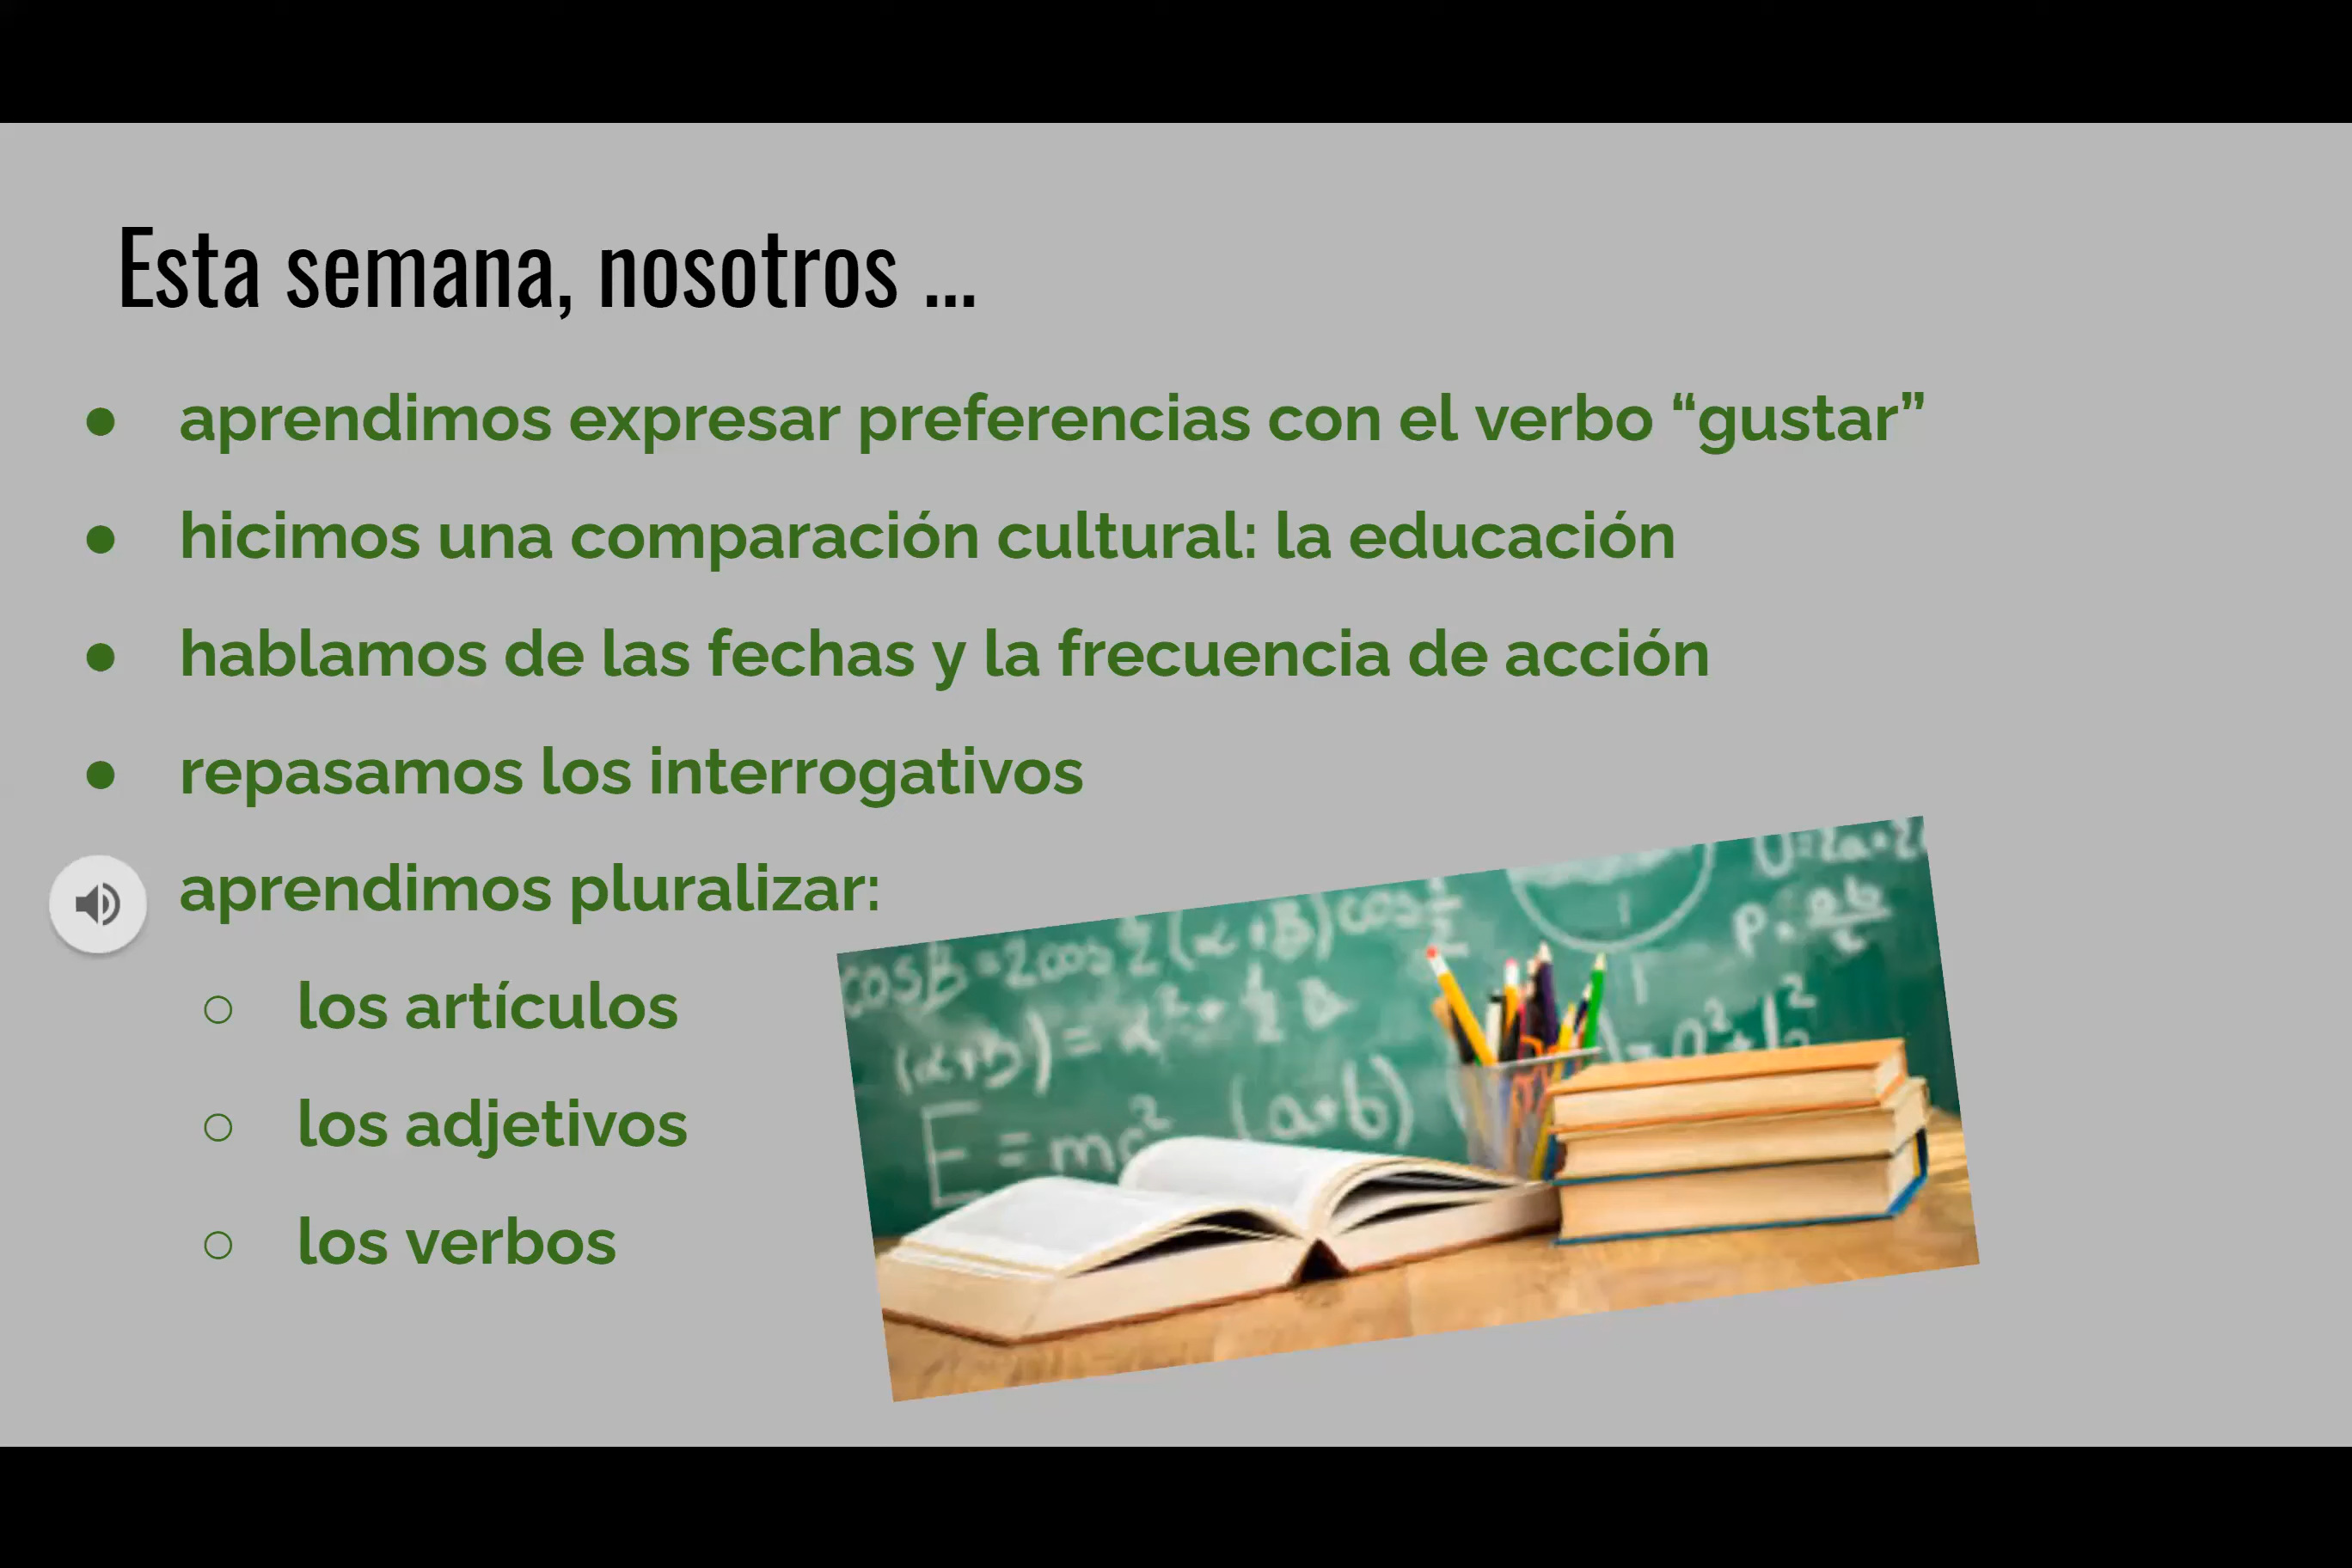 Esta semana, nosotros ...
● aprendimos expresar preferencias con el verbo “gustar”
● hicimos una comparación cultural: la educación
● hablamos de las fechas y la frecuencia de acción
● repasamos los interrogativos
aprendimos pluralizar:
○ los artículos
○ los adjetivos
○ los verbos
E = mc²
(a+b)